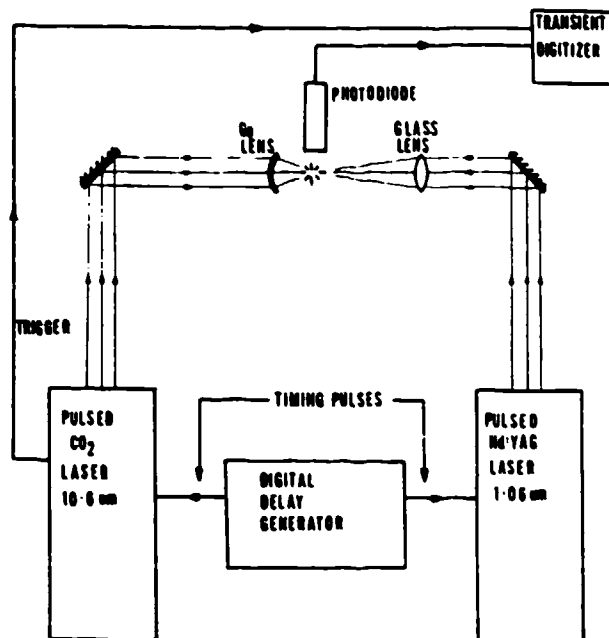 TRANSIENT
DIGITIZER
PHOTODIODE
Ge
LENS
GLASS
LENS
TRIGGER
TIMING PULSES
PULSED
CO2
LASER
10·6 um
DIGITAL
DELAY
GENERATOR
PULSED
Nd:YAG
LASER
1·06 um